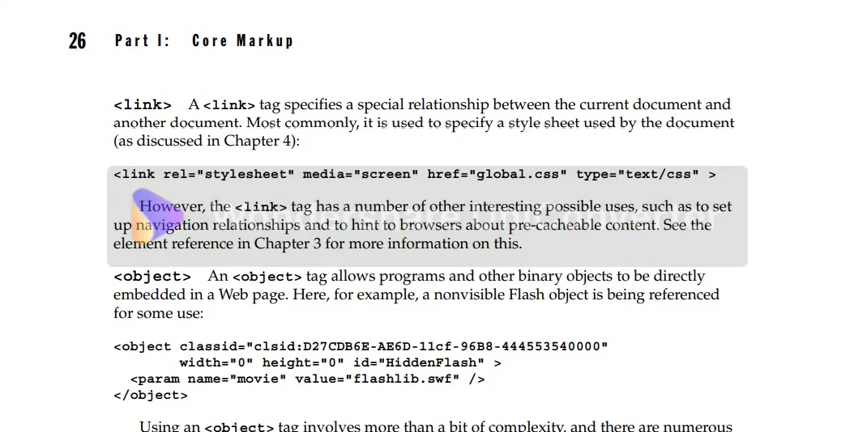 26 Part I: Core Markup
<link> A <link> tag specifies a special relationship between the current document and
another document. Most commonly, it is used to specify a style sheet used by the document
(as discussed in Chapter 4):
<link rel="stylesheet" media="screen" href="global.css" type="text/css" >
However, the <link> tag has a number of other interesting possible uses, such as to set
up navigation relationships and to hint to browsers about pre-cacheable content. See the
element reference in Chapter 3 for more information on this.
<object> An <object> tag allows programs and other binary objects to be directly
embedded in a Web page. Here, for example, a nonvisible Flash object is being referenced
for some use:
<object classid="clsid:D27CDB6E-AE6D-11cf-96B8-444553540000"
width="0" height="0" id="HiddenFlash" >
<param name="movie" value="flashlib.swf" />
</object>
Using an <object> tag involves more than a bit of complexity, and there are numerous